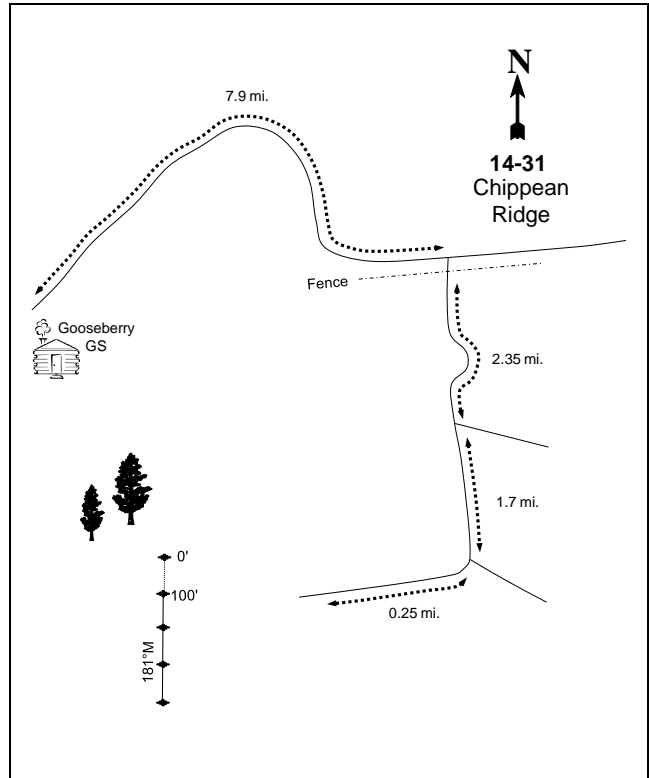 7.9 mi.
N
14-31
Chippean
Ridge
Fence
Gooseberry
GS
2.35 mi.
1.7 mi.
0'
100'
0.25 mi.
181°M